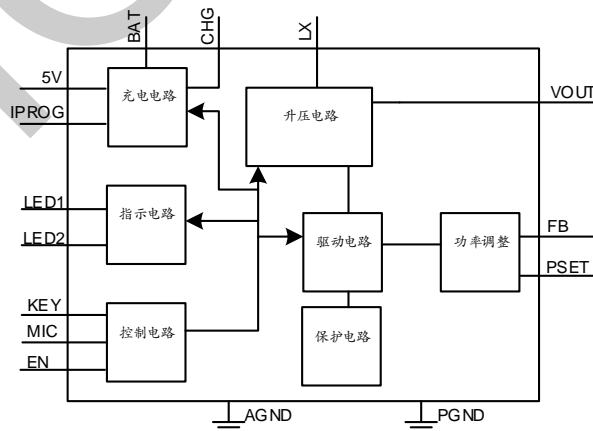 BAT
CHG
LX
5V
充电电路
IPROG
升压电路
VOUT
LED1
指示电路
LED2
驱动电路
功率调整
FB
PSET
KEY
MIC
控制电路
EN
保护电路
AGND
PGND